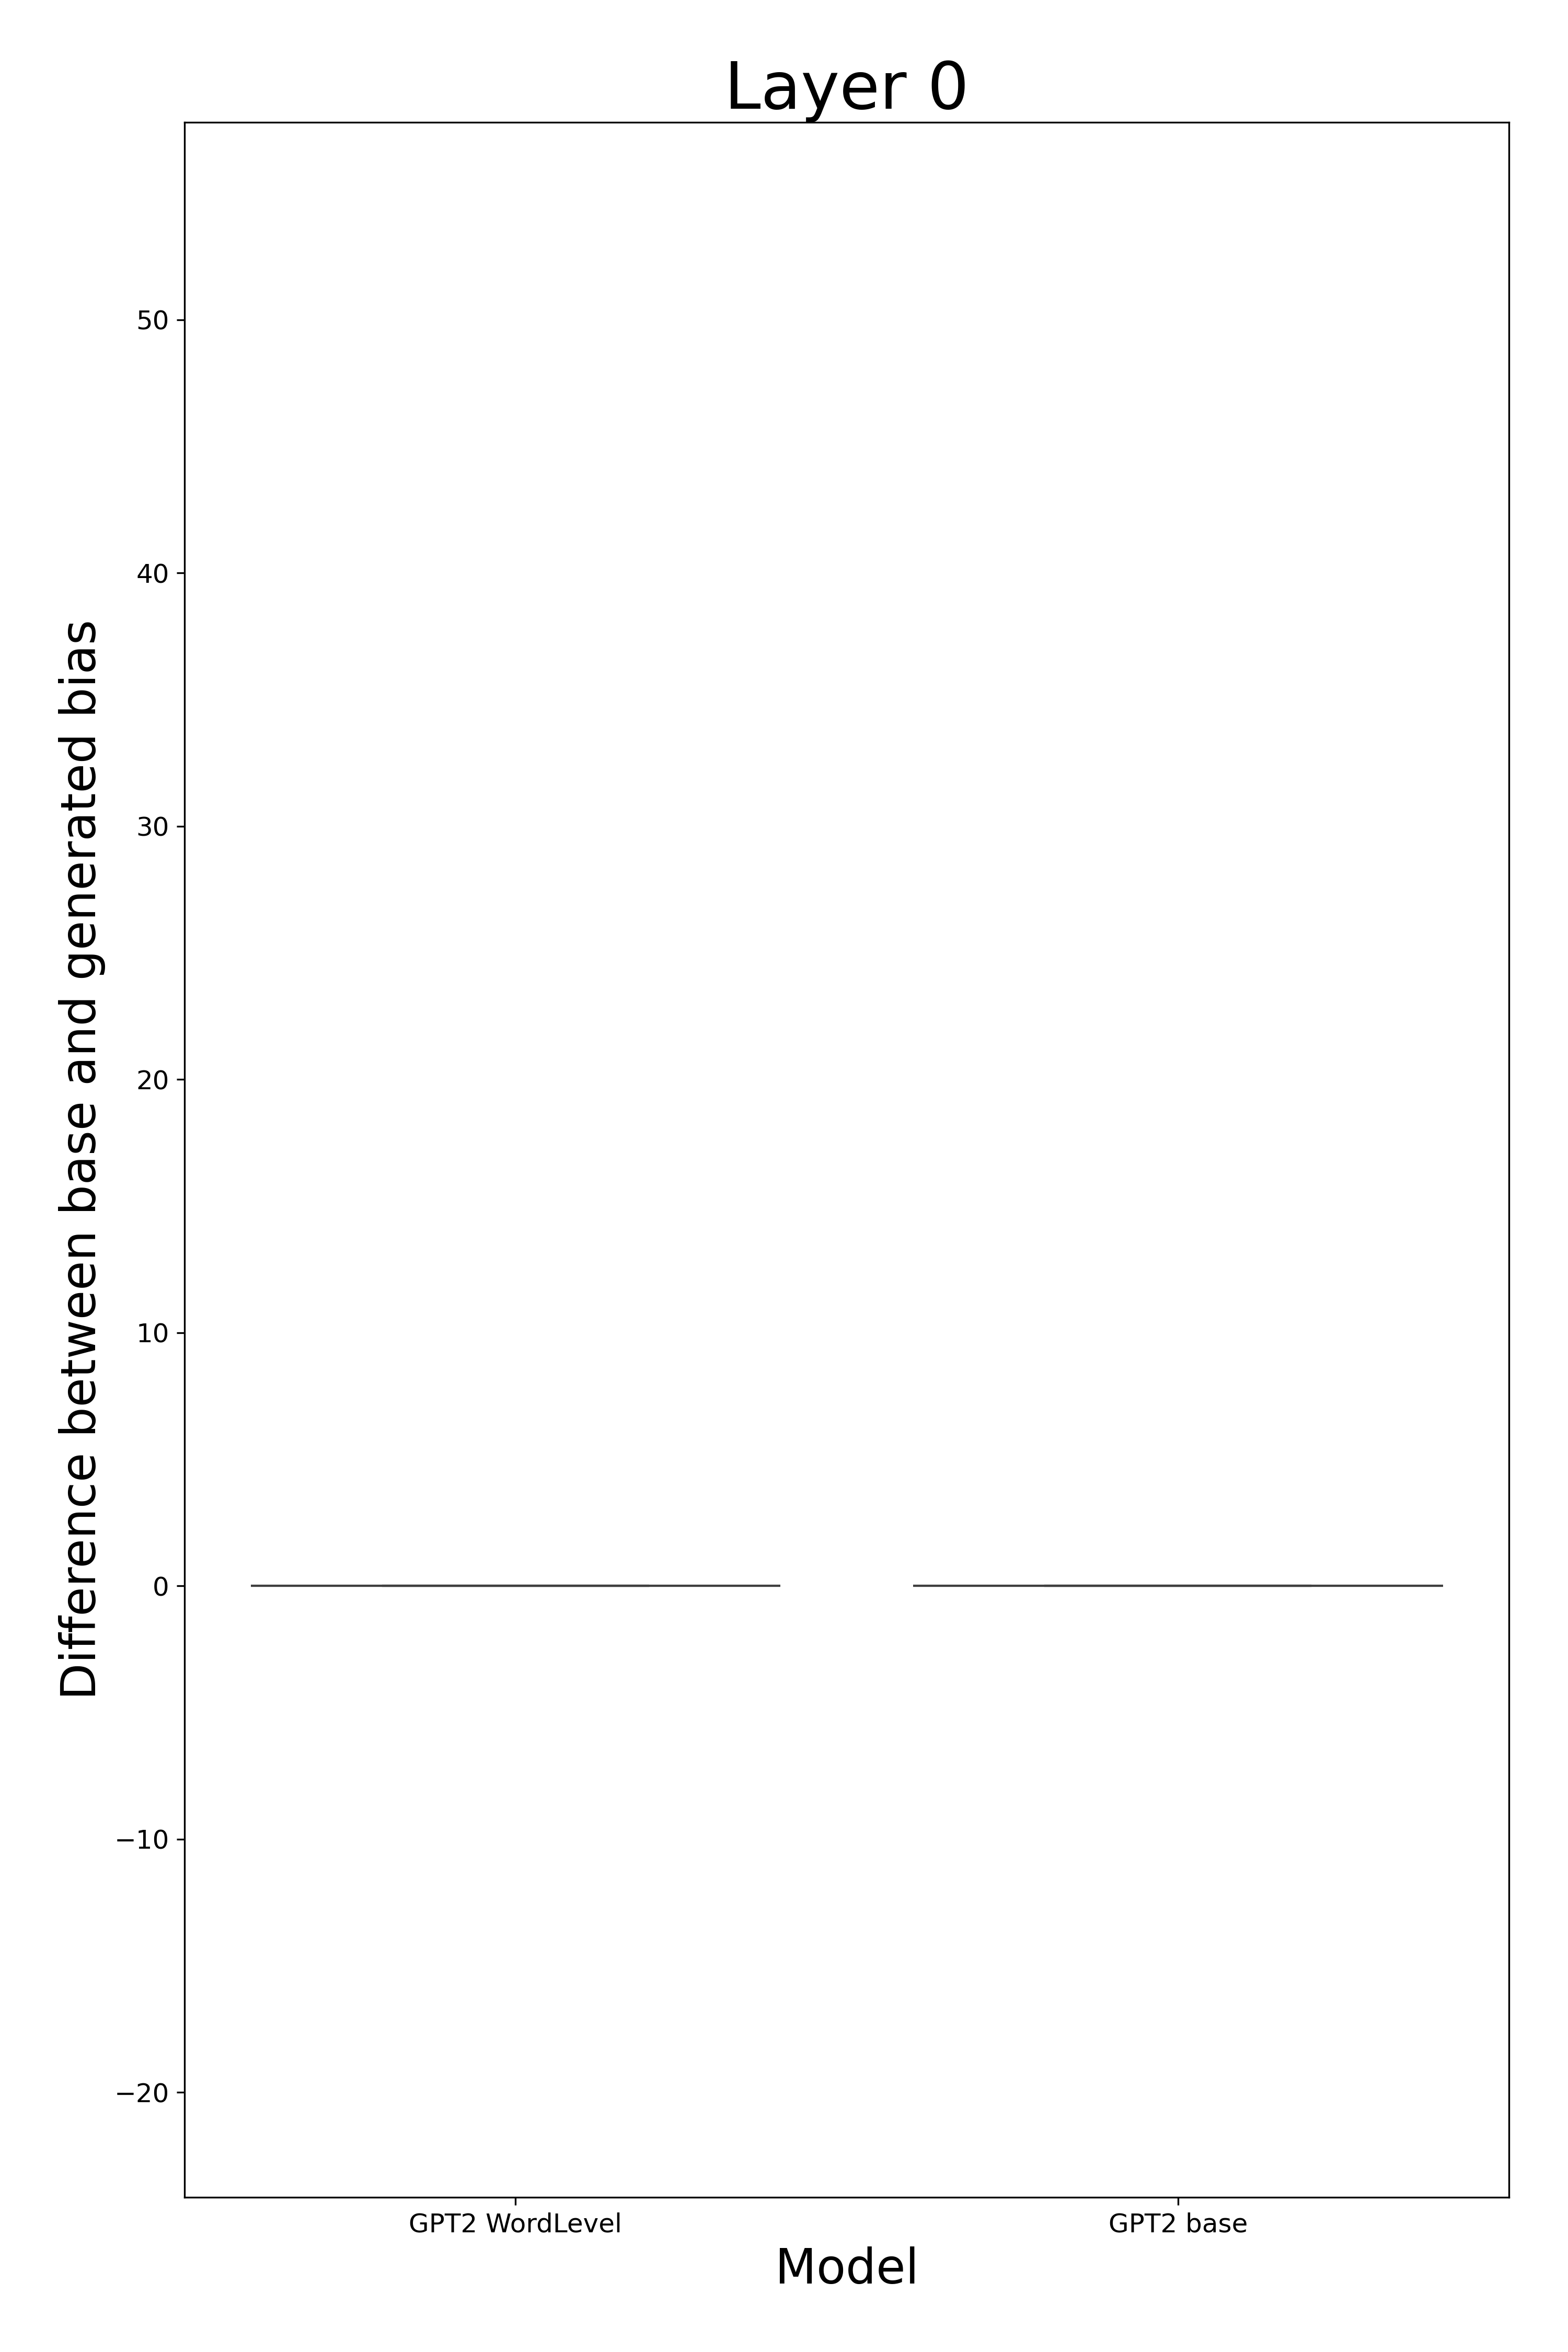 Layer 0
Difference between base and generated bias
50
40
30
20
10
0
−10
−20
GPT2 WordLevel
GPT2 base
Model